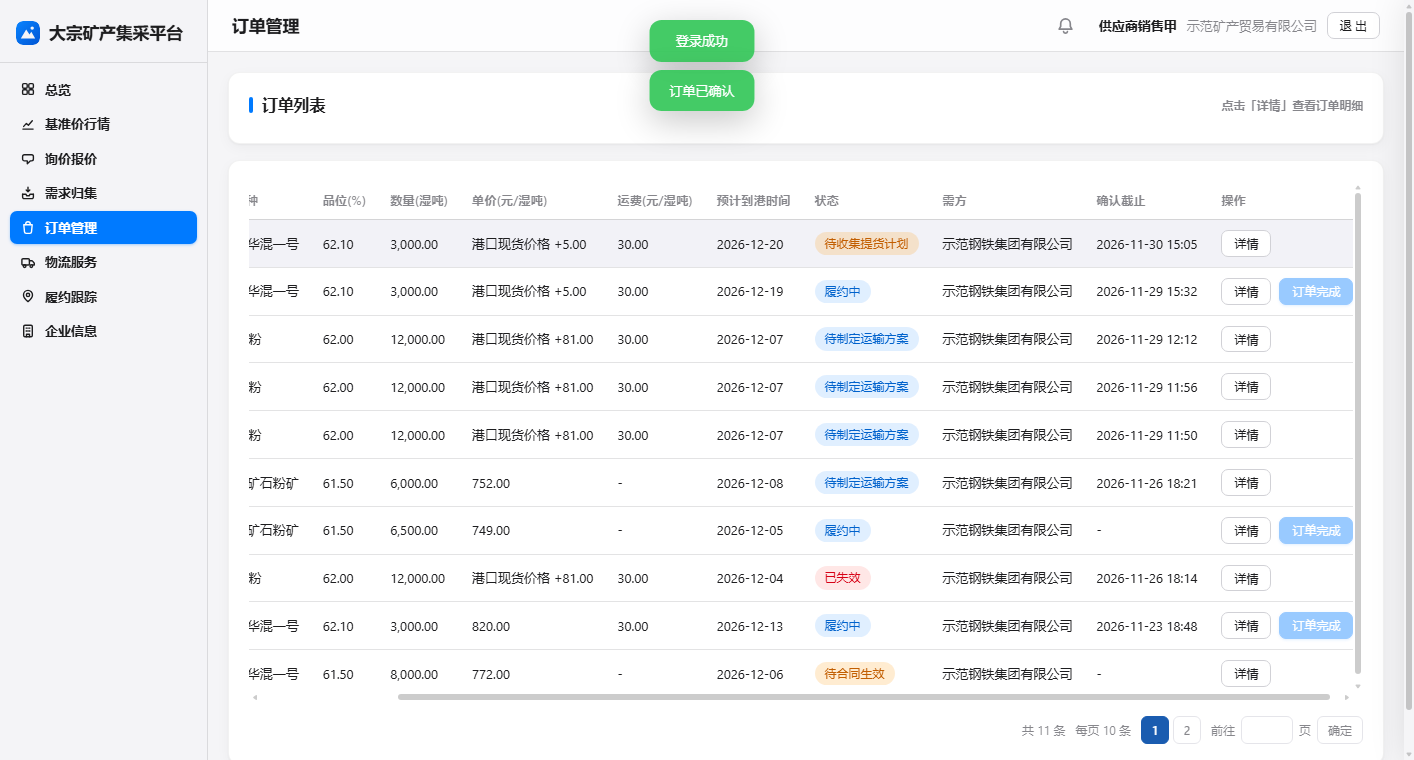 大宗矿产集采平台
总览
基准价行情
询价报价
需求归集
订单管理
物流服务
履约跟踪
企业信息
订单管理
登录成功
订单已确认
供应商销售甲 示范矿产贸易有限公司 退出
订单列表
点击「详情」查看订单明细
种 品位(%) 数量(湿吨) 单价(元/湿吨) 运费(元/湿吨) 预计到港时间 状态 需方 确认截止 操作
华混一号 62.10 3,000.00 港口现货价格 +5.00 30.00 2026-12-20 待收集提货计划 示范钢铁集团有限公司 2026-11-30 15:05 详情
华混一号 62.10 3,000.00 港口现货价格 +5.00 30.00 2026-12-19 履约中 示范钢铁集团有限公司 2026-11-29 15:32 详情 订单完成
粉 62.00 12,000.00 港口现货价格 +81.00 30.00 2026-12-07 待制定运输方案 示范钢铁集团有限公司 2026-11-29 12:12 详情
粉 62.00 12,000.00 港口现货价格 +81.00 30.00 2026-12-07 待制定运输方案 示范钢铁集团有限公司 2026-11-29 11:56 详情
粉 62.00 12,000.00 港口现货价格 +81.00 30.00 2026-12-07 待制定运输方案 示范钢铁集团有限公司 2026-11-29 11:50 详情
矿石粉矿 61.50 6,000.00 752.00 - 2026-12-08 待制定运输方案 示范钢铁集团有限公司 2026-11-26 18:21 详情
矿石粉矿 61.50 6,500.00 749.00 - 2026-12-05 履约中 示范钢铁集团有限公司 - 详情 订单完成
粉 62.00 12,000.00 港口现货价格 +81.00 30.00 2026-12-04 已失效 示范钢铁集团有限公司 2026-11-26 18:14 详情
华混一号 62.10 3,000.00 820.00 30.00 2026-12-13 履约中 示范钢铁集团有限公司 2026-11-23 18:48 详情 订单完成
华混一号 61.50 8,000.00 772.00 - 2026-12-06 待合同生效 示范钢铁集团有限公司 - 详情
共 11 条 每页 10 条 1 2 前往 页 确定